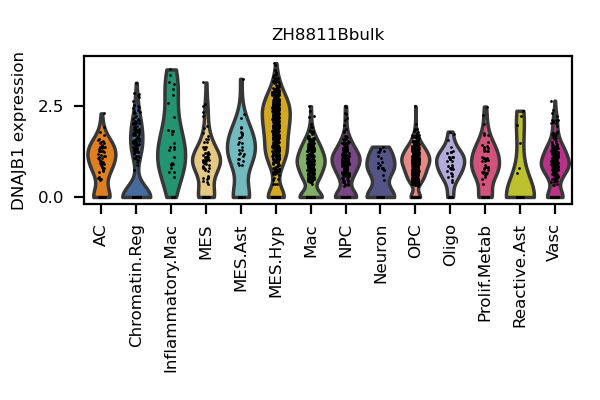 ZH8811Bbulk
DNAJB1 expression
2.5
0.0
AC
Chromatin.Reg
Inflammatory.Mac
MES
MES.Ast
MES.Hyp
Mac
NPC
Neuron
OPC
Oligo
Prolif.Metab
Reactive.Ast
Vasc